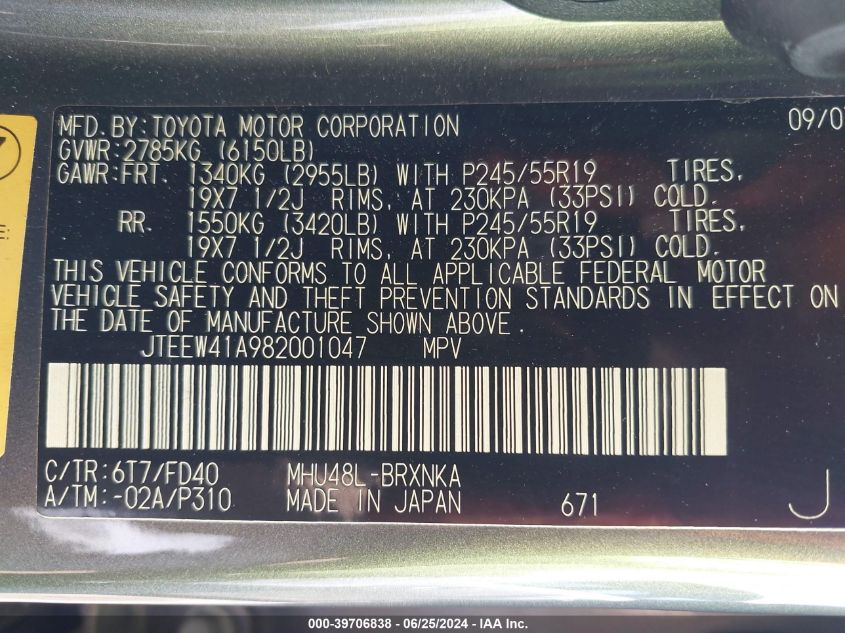 MFD. BY: TOYOTA MOTOR CORPORATION 09/07
GVWR: 2785KG (6150LB)
GAWR: FRT. 1340KG (2955LB) WITH P245/55R19 TIRES,
19X7 1/2J RIMS, AT 230KPA (33PSI) COLD.
RR. 1550KG (3420LB) WITH P245/55R19 TIRES,
19X7 1/2J RIMS, AT 230KPA (33PSI) COLD.
THIS VEHICLE CONFORMS TO ALL APPLICABLE FEDERAL MOTOR
VEHICLE SAFETY AND THEFT PREVENTION STANDARDS IN EFFECT ON
THE DATE OF MANUFACTURE SHOWN ABOVE.
JTEEW41A982001047 MPV
C/TR: 6T7/FD40 MHU48L-BRXNKA
A/TM: -02A/P310 MADE IN JAPAN 671 J
7
E:
000-39706838 - 06/25/2024 - IAA Inc.